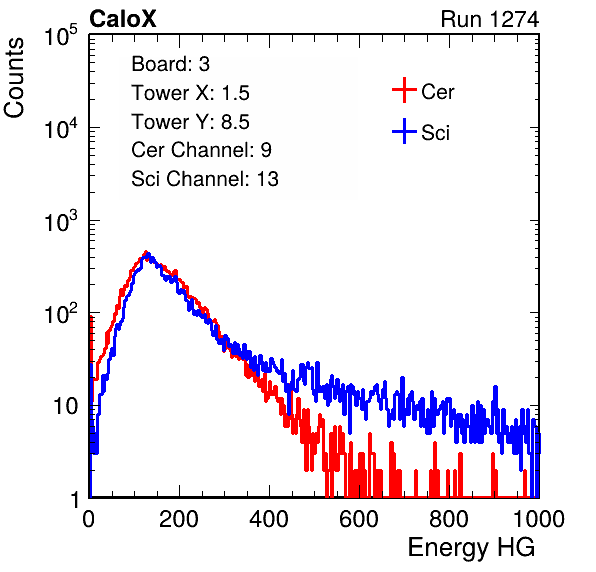 CaloX Run 1274
Counts
10^5
10^4
10^3
10^2
10
1
Board: 3
Tower X: 1.5
Tower Y: 8.5
Cer Channel: 9
Sci Channel: 13
Cer
Sci
0 200 400 600 800 1000
Energy HG